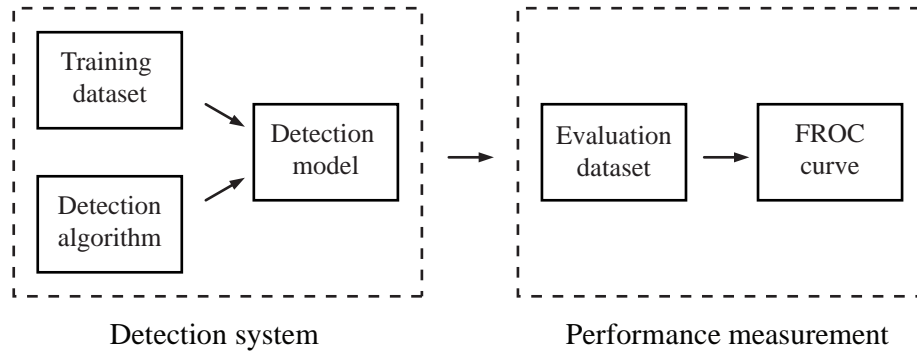 Training
dataset
Detection
algorithm
Detection
model
Evaluation
dataset
FROC
curve
Detection system
Performance measurement